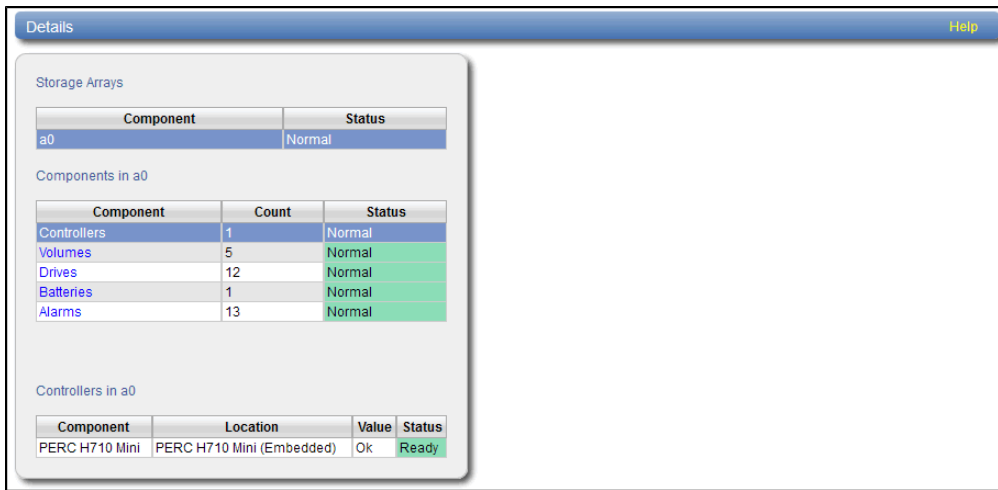 Details Help
Storage Arrays
Component Status
a0 Normal
Components in a0
Component Count Status
Controllers 1 Normal
Volumes 5 Normal
Drives 12 Normal
Batteries 1 Normal
Alarms 13 Normal
Controllers in a0
Component Location Value Status
PERC H710 Mini PERC H710 Mini (Embedded) Ok Ready